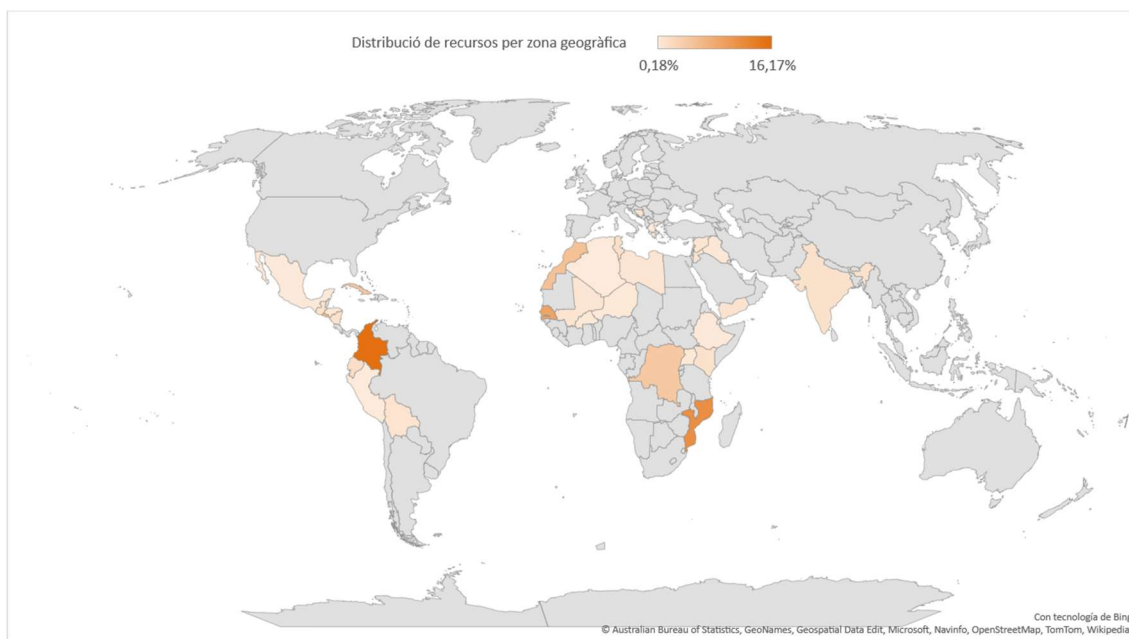 Distribució de recursos per zona geogràfica
0,18% 16,17%
Con tecnología de Bing
© Australian Bureau of Statistics, GeoNames, Geospatial Data Edit, Microsoft, Navinfo, OpenStreetMap, TomTom, Wikipedia